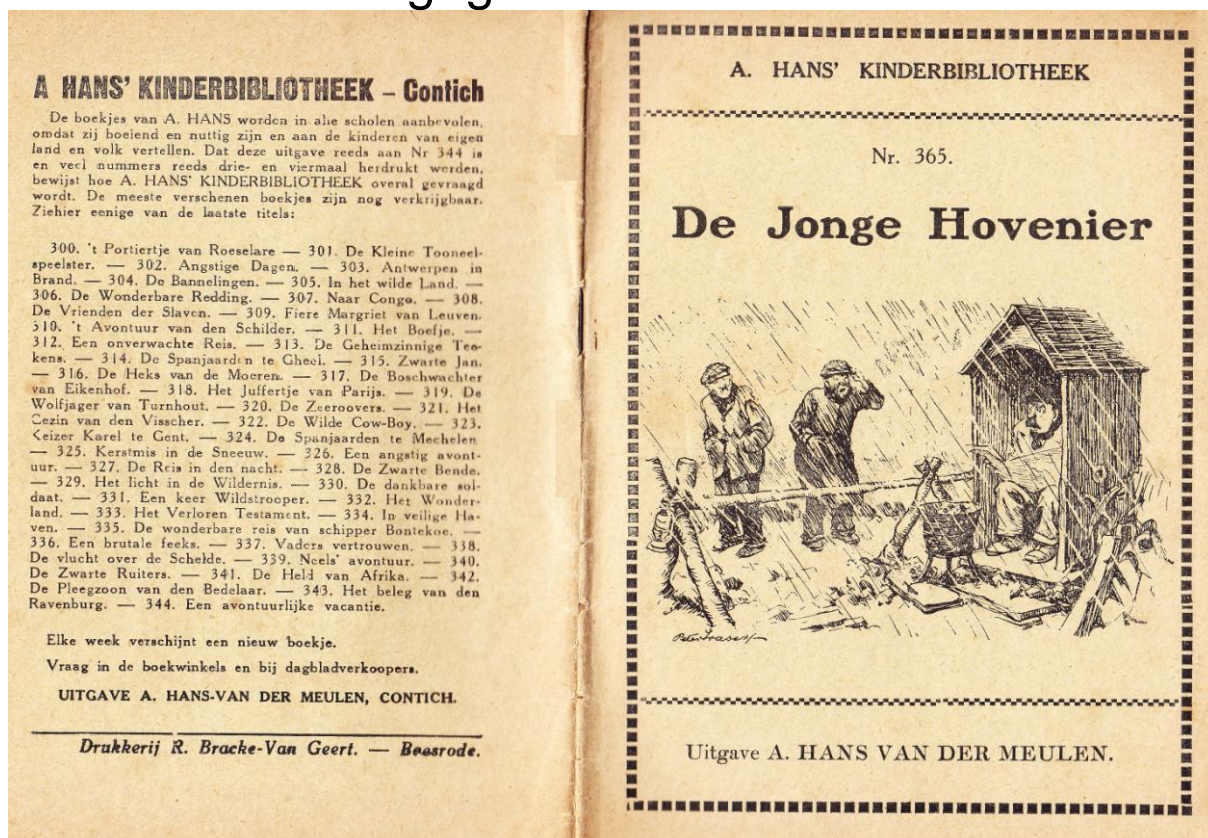 A HANS' KINDERBIBLIOTHEEK – Contich
De boekjes van A. HANS worden in alle scholen aanbevolen,
omdat zij boeiend en nuttig zijn en aan de kinderen van eigen
land en volk vertellen. Dat deze uitgave reeds aan Nr 344 is
en veel nummers reeds drie- en viermaal herdrukt werden,
bewijst hoe A. HANS' KINDERBIBLIOTHEEK overal gevraagd
wordt. De meeste verschenen boekjes zijn nog verkrijgbaar.
Ziehier eenige van de laatste titels:
300. 't Portiertje van Roeselare — 301. De Kleine Tooneel-
speelster. — 302. Angstige Dagen. — 303. Antwerpen in
Brand. — 304. De Bannelingen. — 305. In het wilde Land. —
306. De Wonderbare Redding. — 307. Naar Congo. — 308.
De Vrienden der Slaven. — 309. Fiere Margriet van Leuven.
310. 't Avontuur van den Schilder. — 311. Het Boefje. —
312. Een onverwachte Reis. — 313. De Geheimzinnige Tee-
kens. — 314. De Spanjaarden te Gheel. — 315. Zwarte Jan.
— 316. De Heks van de Moeren. — 317. De Boschwachter
van Eikenhof. — 318. Het Juffertje van Parijs. — 319. De
Wolfjager van Turnhout. — 320. De Zeeroovers. — 321. Het
Gezin van den Visscher. — 322. De Wilde Cow-Boy. — 323.
Keizer Karel te Gent. — 324. De Spanjaarden te Mechelen
— 325. Kerstmis in de Sneeuw. — 326. Een angstig avont-
uur. — 327. De Reis in den nacht. — 328. De Zwarte Bende.
— 329. Het licht in de Wildernis. — 330. De dankbare sol-
daat. — 331. Een keer Wildstrooper. — 332. Het Wonder-
land. — 333. Het Verloren Testament. — 334. In veilige Ha-
ven. — 335. De wonderbare reis van schipper Bontekoe. —
336. Een brutale feeks. — 337. Vaders vertrouwen. — 338.
De vlucht over de Schelde. — 339. Neels' avontuur. — 340.
De Zwarte Ruiters. — 341. De Held van Afrika. — 342.
De Pleegzoon van den Bedelaar. — 343. Het beleg van den
Ravenburg. — 344. Een avontuurlijke vacantie.
Elke week verschijnt een nieuw boekje.
Vraag in de boekwinkels en bij dagbladverkoopers.
UITGAVE A. HANS-VAN DER MEULEN, CONTICH.
Drukkerij R. Bracke-Van Geert. — Baasrode.
A. HANS' KINDERBIBLIOTHEEK
Nr. 365.
De Jonge Hovenier
Peter Fraser
Uitgave A. HANS VAN DER MEULEN.